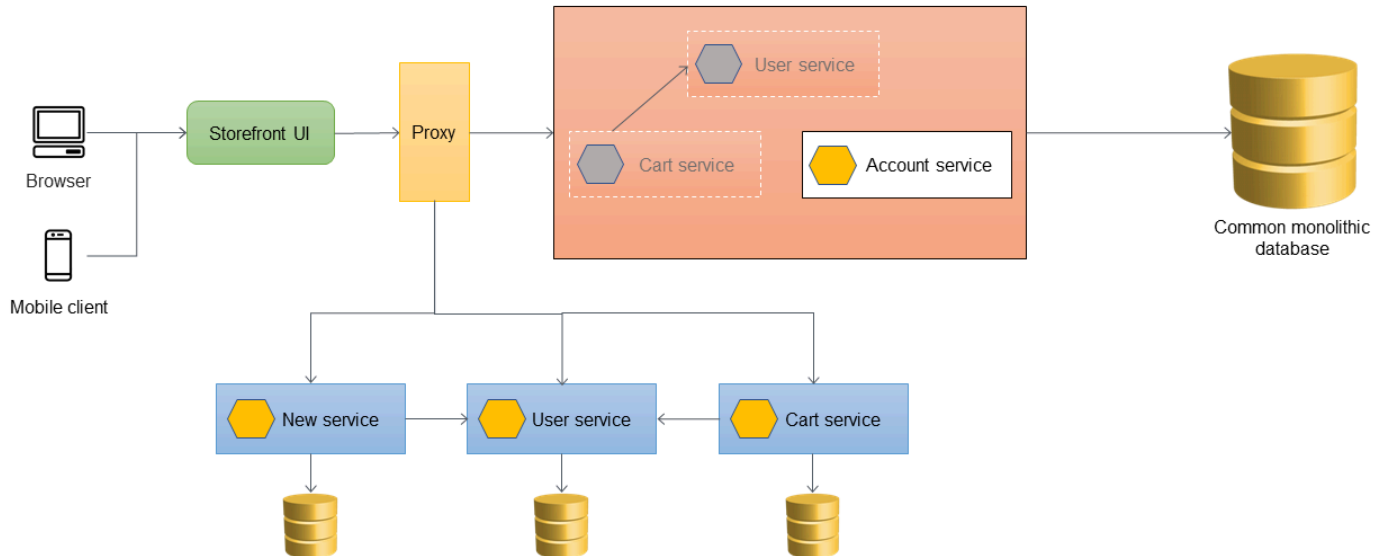 User service
Storefront UI
Proxy
Cart service
Account service
Browser
Common monolithic
database
Mobile client
New service
User service
Cart service